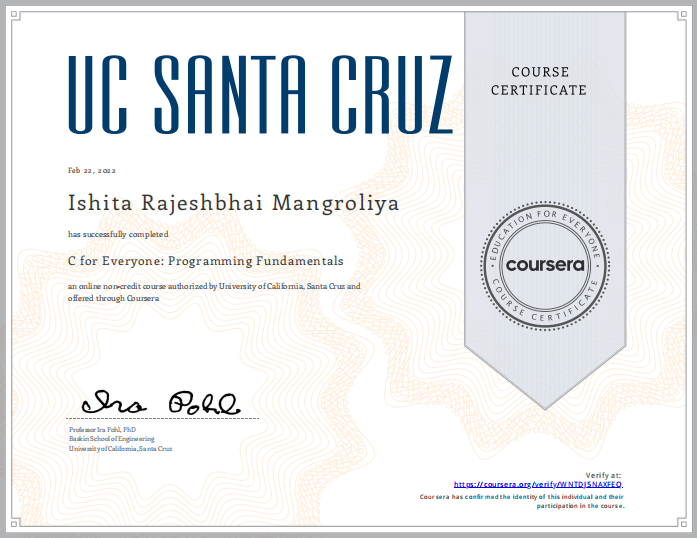 UC SANTA CRUZ
COURSE
CERTIFICATE
Feb 22, 2022
Ishita Rajeshbhai Mangroliya
has successfully completed
C for Everyone: Programming Fundamentals
an online non-credit course authorized by University of California, Santa Cruz and
offered through Coursera
EDUCATION FOR EVERYONE
coursera
COURSE CERTIFICATE
Ira Pohl
Professor Ira Pohl, PhD
Baskin School of Engineering
University of California, Santa Cruz
Verify at:
https://coursera.org/verify/WNTDJ5NAXFEQ
Coursera has confirmed the identity of this individual and their
participation in the course.